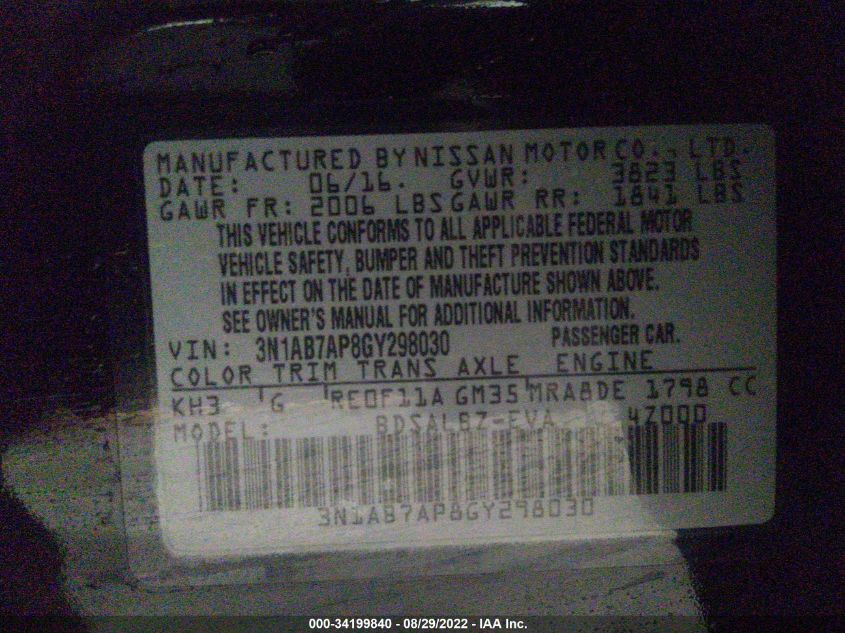 MANUFACTURED BY NISSAN MOTOR CO., LTD.
DATE: 06/16. GVWR: 3823 LBS
GAWR FR: 2006 LBS GAWR RR: 1841 LBS
THIS VEHICLE CONFORMS TO ALL APPLICABLE FEDERAL MOTOR
VEHICLE SAFETY, BUMPER AND THEFT PREVENTION STANDARDS
IN EFFECT ON THE DATE OF MANUFACTURE SHOWN ABOVE.
SEE OWNER'S MANUAL FOR ADDITIONAL INFORMATION.
VIN: 3N1AB7AP8GY298030 PASSENGER CAR.
COLOR TRIM TRANS AXLE ENGINE
KH3 G RE0F11A GM35 MRA8DE 1798 CC
MODEL: BDSALBZ-EVA 4Z000
3N1AB7AP8GY298030
000-34199840 - 08/29/2022 - IAA Inc.